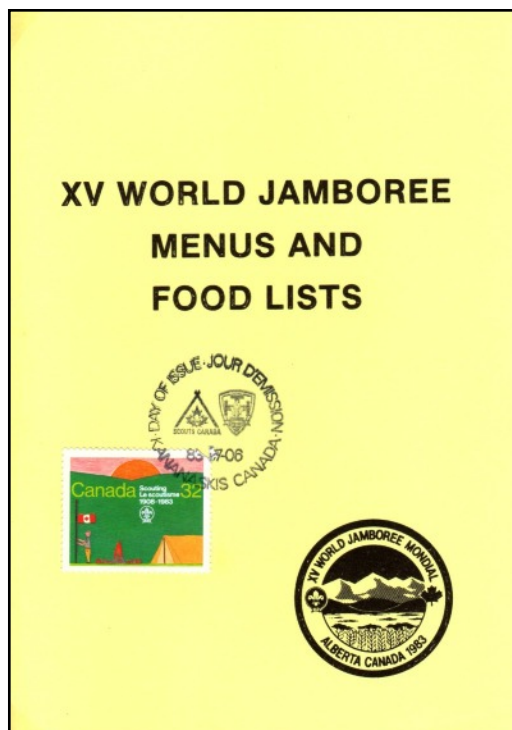 XV WORLD JAMBOREE
MENUS AND
FOOD LISTS
DAY OF ISSUE·JOUR D'EMISSION
SCOUTS CANADA
83-07-06
KANANASKIS CANADA
Canada
Scouting
Le scoutisme
1908-1983
32
XV WORLD JAMBOREE MONDIAL
ALBERTA CANADA 1983